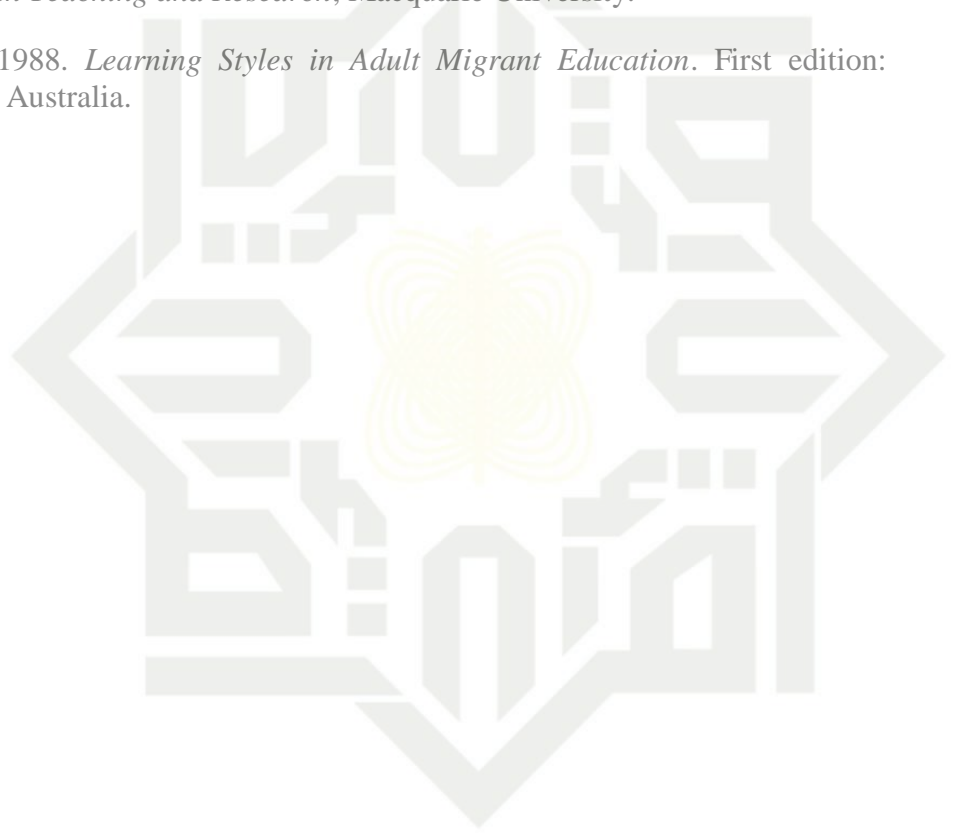 Teaching and Research, Macquarie University.
1988. Learning Styles in Adult Migrant Education. First edition:
Australia.